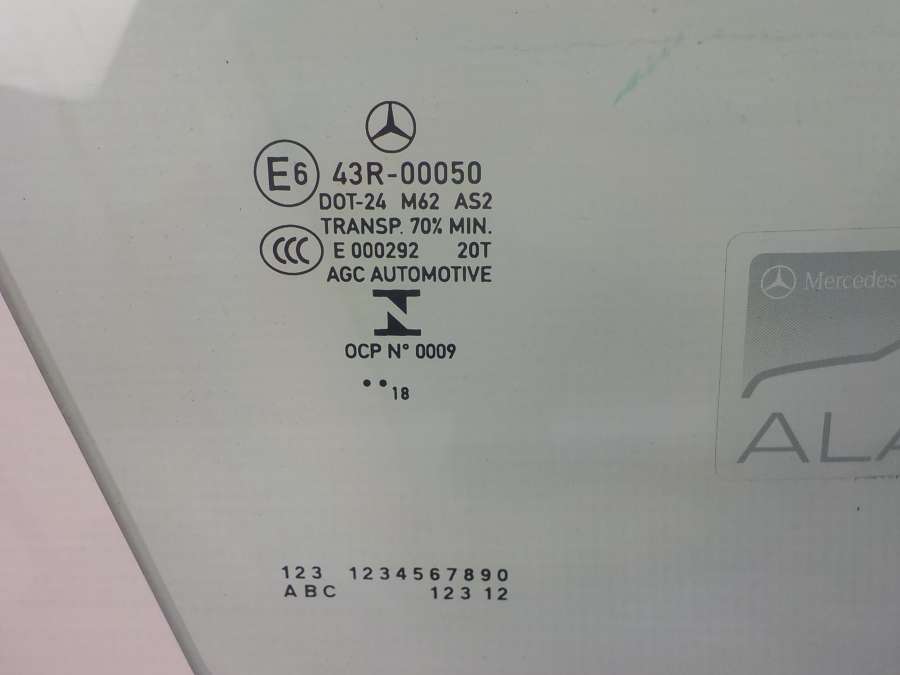 E6 43R-00050
DOT-24 M62 AS2
TRANSP. 70% MIN.
CCC E 000292 20T
AGC AUTOMOTIVE
OCP N° 0009
•• 18
Mercedes-
ALA
123 1234567890
ABC 123 12